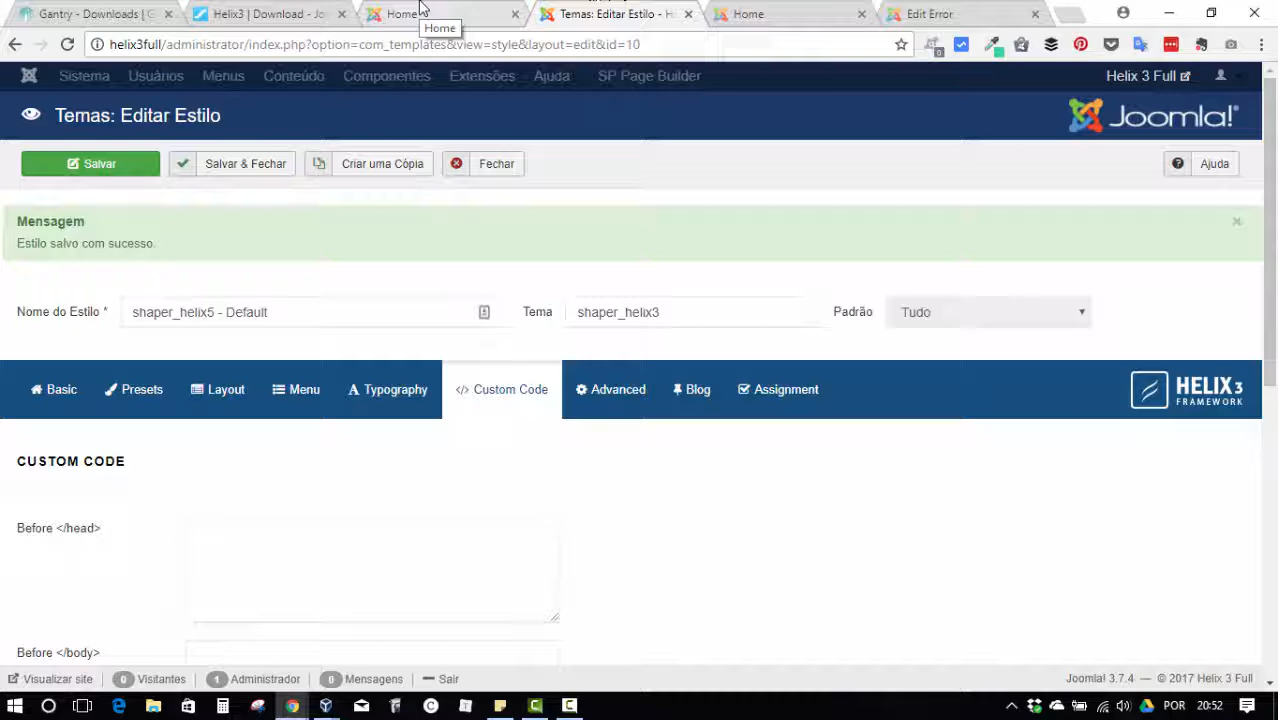 Gantry - Downloads | G
Helix3 | Download - Jo
Home
Temas: Editar Estilo -
Home
Edit Error
Home
helix3full/administrator/index.php?option=com_templates&view=style&layout=edit&id=10
Sistema Usuários Menus Conteúdo Componentes Extensões Ajuda SP Page Builder Helix 3 Full
Temas: Editar Estilo
Joomla!®
Salvar
Salvar & Fechar
Criar uma Cópia
Fechar
Ajuda
Mensagem
Estilo salvo com sucesso.
Nome do Estilo * shaper_helix5 - Default Tema shaper_helix3 Padrão Tudo
Basic Presets Layout Menu Typography </> Custom Code Advanced Blog Assignment
HELIX3
FRAMEWORK
CUSTOM CODE
Before </head>
Before </body>
Visualizar site 0 Visitantes 1 Administrador 0 Mensagens Sair Joomla! 3.7.4 — © 2017 Helix 3 Full
POR 20:52